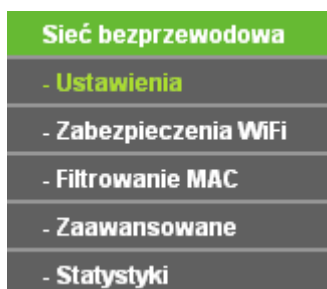 Sieć bezprzewodowa
- Ustawienia
- Zabezpieczenia WiFi
- Filtrowanie MAC
- Zaawansowane
- Statystyki